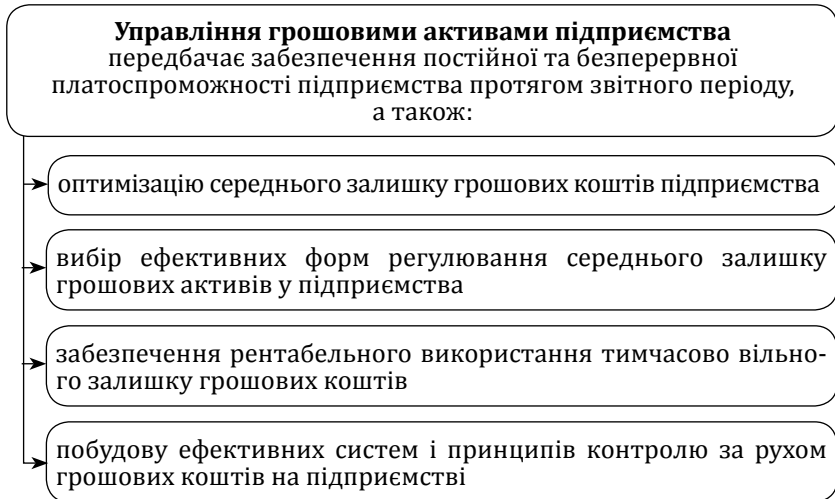 Управління грошовими активами підприємства
передбачає забезпечення постійної та безперервної
платоспроможності підприємства протягом звітного періоду,
а також:
оптимізацію середнього залишку грошових коштів підприємства
вибір ефективних форм регулювання середнього залишку
грошових активів у підприємства
забезпечення рентабельного використання тимчасово вільно-
го залишку грошових коштів
побудову ефективних систем і принципів контролю за рухом
грошових коштів на підприємстві